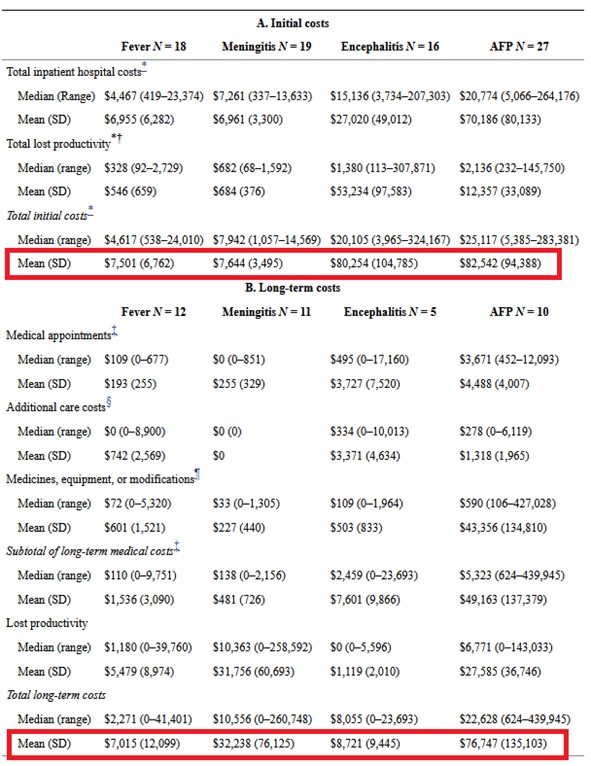 A. Initial costs
Fever N = 18 Meningitis N = 19 Encephalitis N = 16 AFP N = 27
Total inpatient hospital costs*
Median (Range) $4,467 (419–23,374) $7,261 (337–13,633) $15,136 (3,734–207,303) $20,774 (5,066–264,176)
Mean (SD) $6,955 (6,282) $6,961 (3,300) $27,020 (49,012) $70,186 (80,133)
Total lost productivity*†
Median (range) $328 (92–2,729) $682 (68–1,592) $1,380 (113–307,871) $2,136 (232–145,750)
Mean (SD) $546 (659) $684 (376) $53,234 (97,583) $12,357 (33,089)
Total initial costs*
Median (range) $4,617 (538–24,010) $7,942 (1,057–14,569) $20,105 (3,965–324,167) $25,117 (5,385–283,381)
Mean (SD) $7,501 (6,762) $7,644 (3,495) $80,254 (104,785) $82,542 (94,388)
B. Long-term costs
Fever N = 12 Meningitis N = 11 Encephalitis N = 5 AFP N = 10
Medical appointments‡
Median (range) $109 (0–677) $0 (0–851) $495 (0–17,160) $3,671 (452–12,093)
Mean (SD) $193 (255) $255 (329) $3,727 (7,520) $4,488 (4,007)
Additional care costs§
Median (range) $0 (0–8,900) $0 (0) $334 (0–10,013) $278 (0–6,119)
Mean (SD) $742 (2,569) $0 $3,371 (4,634) $1,318 (1,965)
Medicines, equipment, or modifications¶
Median (range) $72 (0–5,320) $33 (0–1,305) $109 (0–1,964) $590 (106–427,028)
Mean (SD) $601 (1,521) $227 (440) $503 (833) $43,356 (134,810)
Subtotal of long-term medical costs‡
Median (range) $110 (0–9,751) $138 (0–2,156) $2,459 (0–23,693) $5,323 (624–439,945)
Mean (SD) $1,536 (3,090) $481 (726) $7,601 (9,866) $49,163 (137,379)
Lost productivity
Median (range) $1,180 (0–39,760) $10,363 (0–258,592) $0 (0–5,596) $6,771 (0–143,033)
Mean (SD) $5,479 (8,974) $31,756 (60,693) $1,119 (2,010) $27,585 (36,746)
Total long-term costs
Median (range) $2,271 (0–41,401) $10,556 (0–260,748) $8,055 (0–23,693) $22,628 (624–439,945)
Mean (SD) $7,015 (12,099) $32,238 (76,125) $8,721 (9,445) $76,747 (135,103)